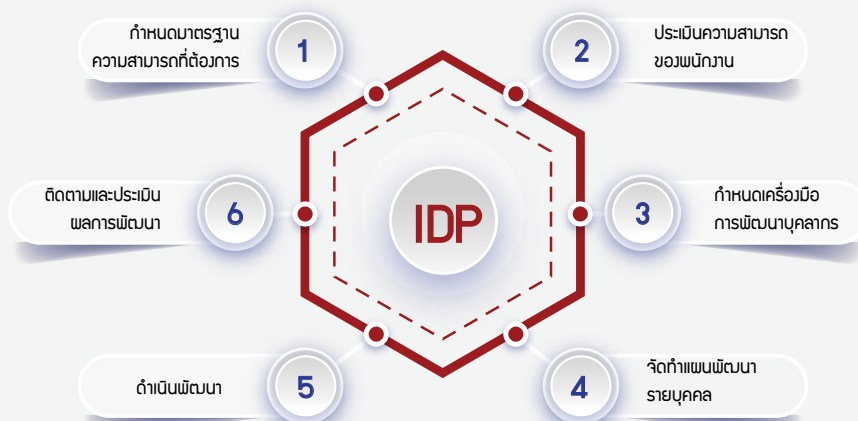 1
กำหนดมาตรฐาน
ความสามารถที่ต้องการ
2
ประเมินความสามารถ
ของพนักงาน
3
กำหนดเครื่องมือ
การพัฒนาบุคลากร
4
จัดทำแผนพัฒนา
รายบุคคล
5
ดำเนินพัฒนา
6
ติดตามและประเมิน
ผลการพัฒนา
IDP